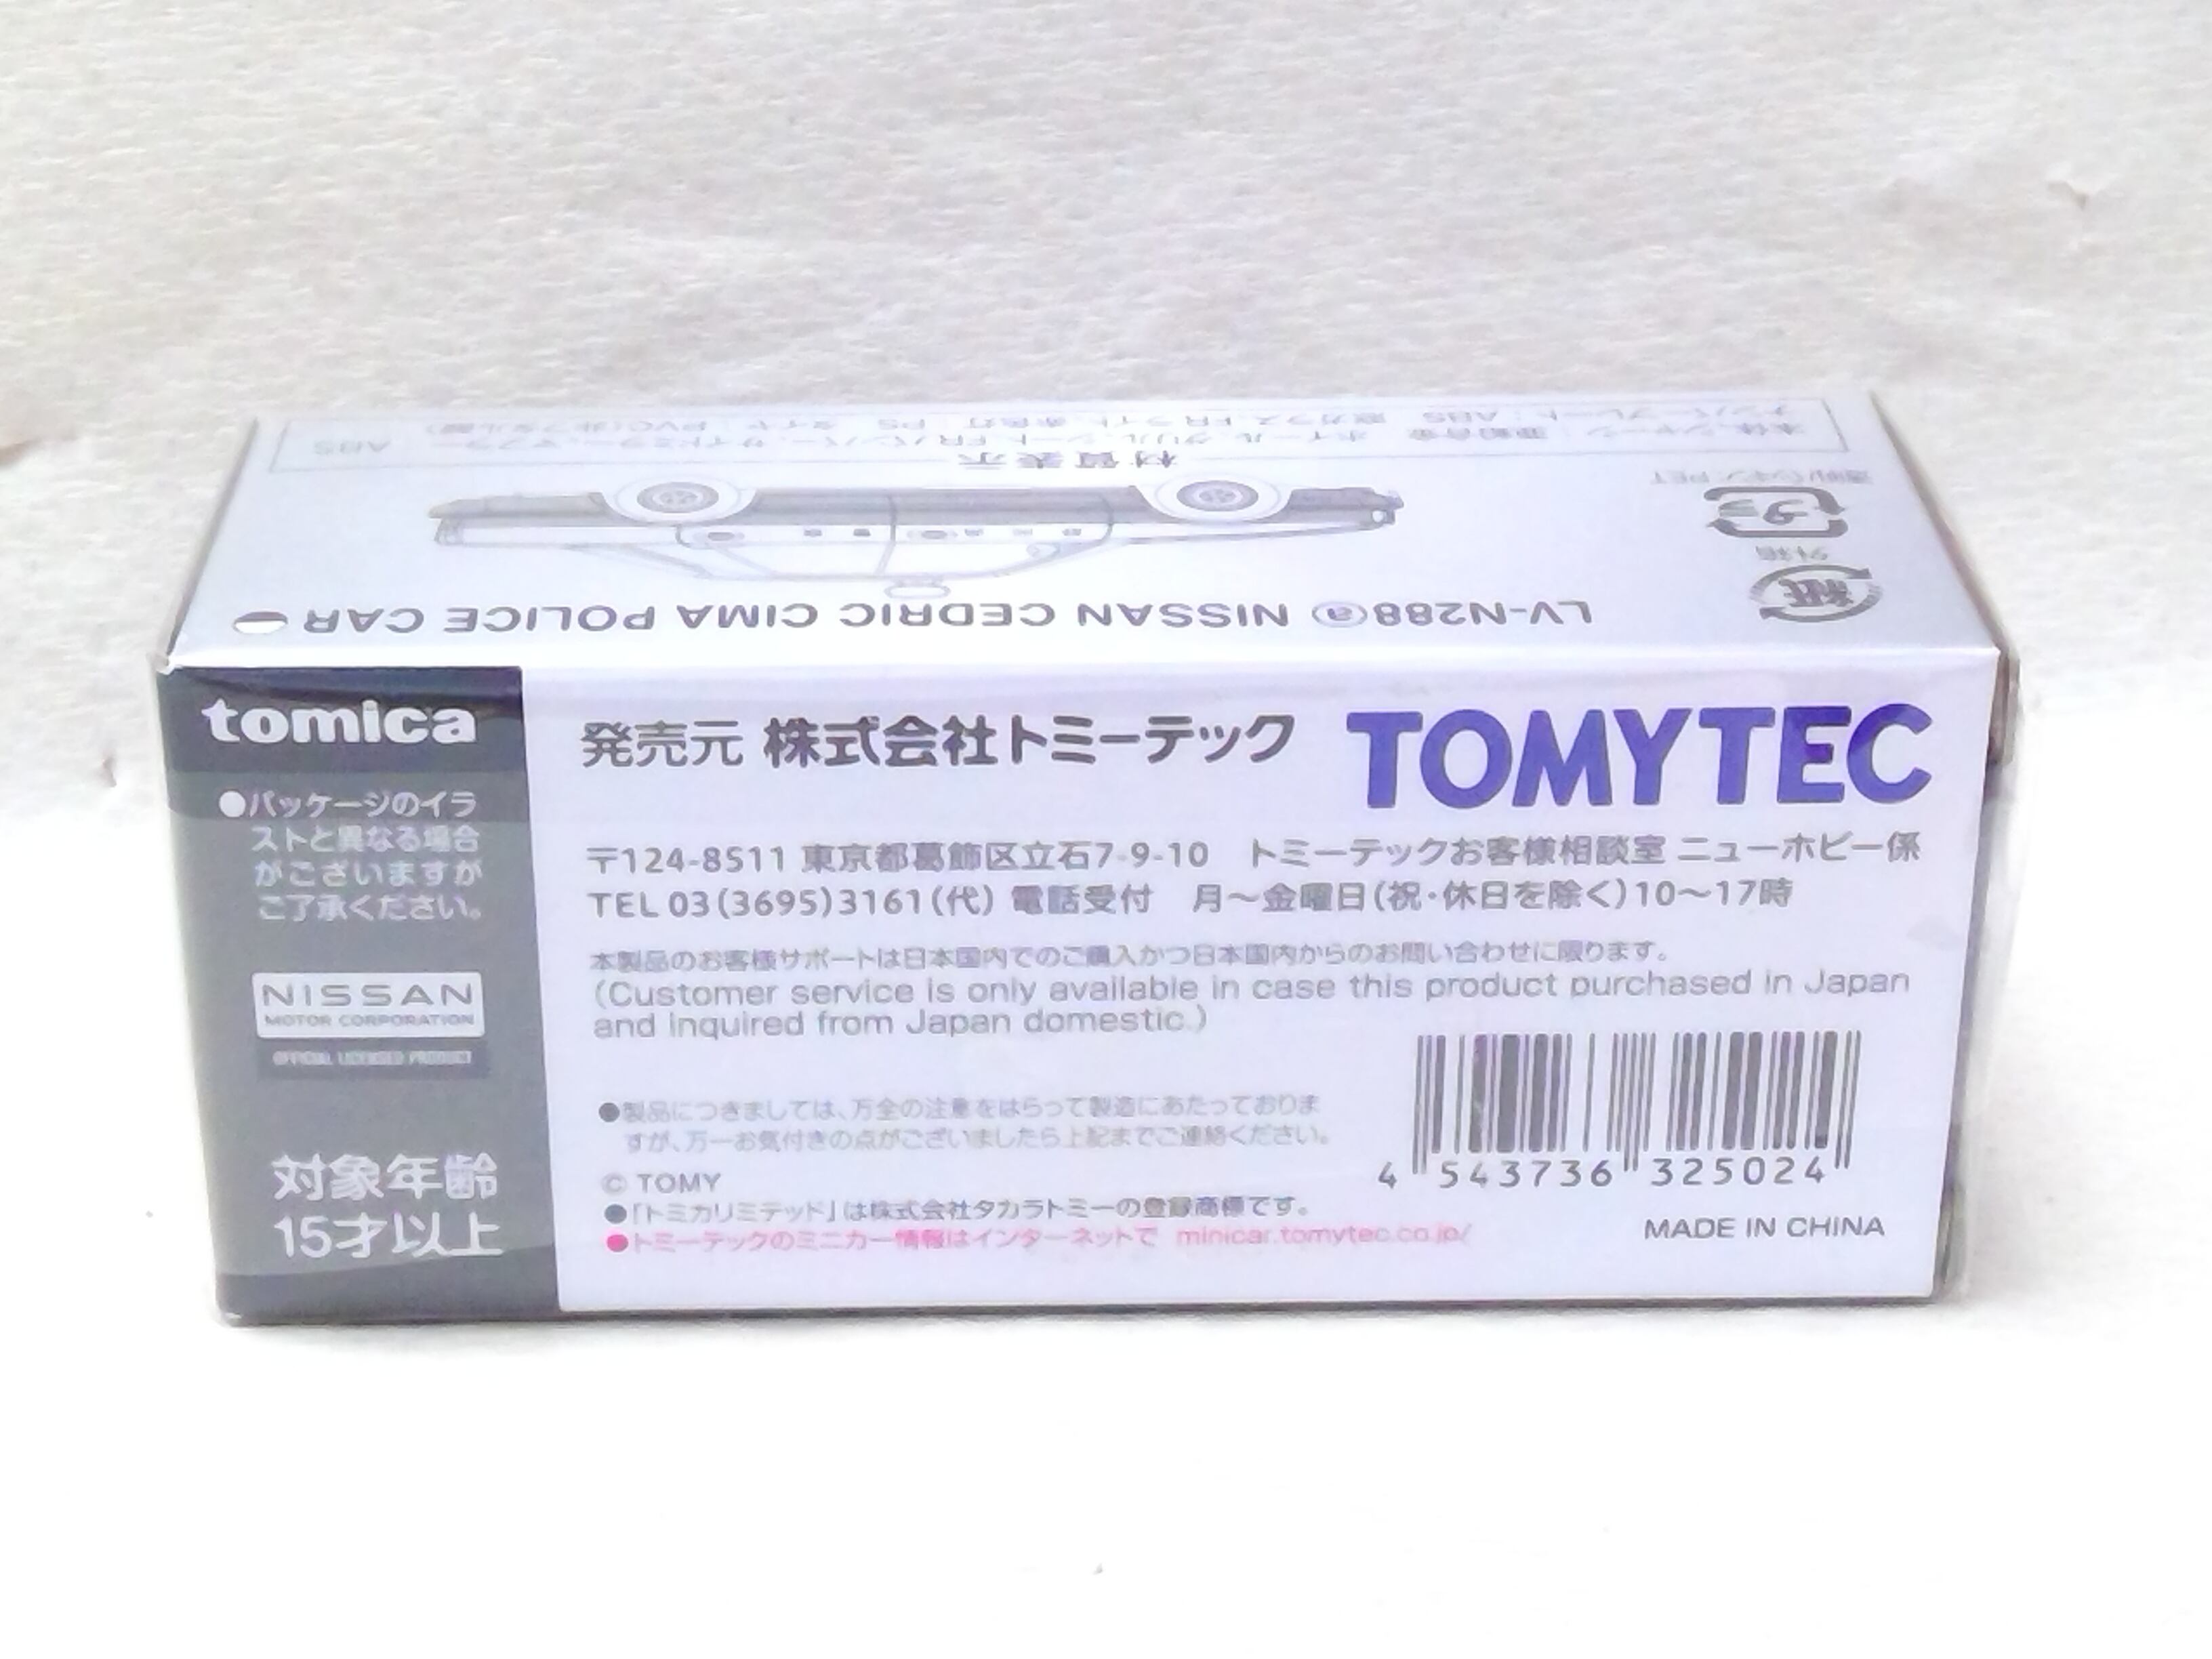 LV-N288ⓐ NISSAN CEDRIC CIMA POLICE CAR
材質表示
紙
外箱
プラ
tomica
●パッケージのイラ
ストと異なる場合
がございますが
ご了承ください。
NISSAN
MOTOR CORPORATION
OFFICIAL LICENSED PRODUCT
対象年齢
15才以上
発売元 株式会社トミーテック
TOMYTEC
〒124-8511 東京都葛飾区立石7-9-10 トミーテックお客様相談室 ニューホビー係
TEL 03(3695)3161(代) 電話受付 月〜金曜日(祝・休日を除く)10〜17時
本製品のお客様サポートは日本国内でのご購入かつ日本国内からのお問い合わせに限ります。
(Customer service is only available in case this product purchased in Japan
and inquired from Japan domestic.)
●製品につきましては、万全の注意をはらって製造にあたっておりま
すが、万一お気付きの点がございましたら上記までご連絡ください。
© TOMY
●「トミカリミテッド」は株式会社タカラトミーの登録商標です。
●トミーテックのミニカー情報はインターネットで minicar.tomytec.co.jp/
4 543736 325024
MADE IN CHINA